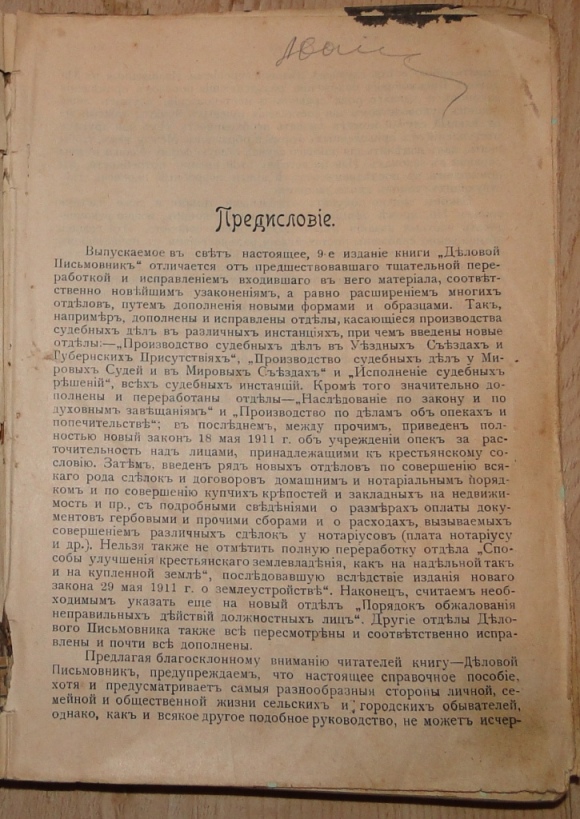 Предисловіе.
Выпускаемое въ свѣтъ настоящее, 9-е изданіе книги „Дѣловой
Письмовникъ“ отличается отъ предшествовавшаго тщательной пере-
работкой и исправленіемъ входившаго въ него матеріала, соотвѣт-
ственно новѣйшимъ узаконеніямъ, а равно расширеніемъ многихъ
отдѣловъ, путемъ дополненія новыми формами и образцами. Такъ,
напримѣръ, дополнены и исправлены отдѣлы, касающіеся производства
судебныхъ дѣлъ въ различныхъ инстанціяхъ, при чемъ введены новые
отдѣлы:—„Производство судебныхъ дѣлъ въ Уѣздныхъ Съѣздахъ и
Губернскихъ Присутствіяхъ“, „Производство судебныхъ дѣлъ у Ми-
ровыхъ Судей и въ Мировыхъ Съѣздахъ“ и „Исполненіе судебныхъ
рѣшеній“, всѣхъ судебныхъ инстанцій. Кромѣ того значительно до-
полнены и переработаны отдѣлы—„Наслѣдованіе по закону и по
духовнымъ завѣщаніямъ“ и „Производство по дѣламъ объ опекахъ и
попечительствѣ“; въ послѣднемъ, между прочимъ, приведенъ пол-
ностью новый законъ 18 мая 1911 г. объ учрежденіи опекъ за рас-
точительность надъ лицами, принадлежащими къ крестьянскому со-
словію. Затѣмъ, введенъ рядъ новыхъ отдѣловъ по совершенію вся-
каго рода сдѣлокъ и договоровъ домашнимъ и нотаріальнымъ поряд-
комъ и по совершенію купчихъ крѣпостей и закладныхъ на недвижи-
мость и пр., съ подробными свѣдѣніями о размѣрахъ оплаты доку-
ментовъ гербовыми и прочими сборами и о расходахъ, вызываемыхъ
совершеніемъ различныхъ сдѣлокъ у нотаріусовъ (плата нотаріусу
и др.). Нельзя также не отмѣтить полную переработку отдѣла „Спо-
собы улучшенія крестьянскаго землевладѣнія, какъ на надѣльной такъ
и на купленной землѣ“, послѣдовавшую вслѣдствіе изданія новаго
закона 29 мая 1911 г. о землеустройствѣ“. Наконецъ, считаемъ необ-
ходимымъ указать еще на новый отдѣлъ „Порядокъ обжалованія
неправильныхъ дѣйствій должностныхъ лицъ“. Другіе отдѣлы Дѣло-
вого Письмовника также всѣ пересмотрѣны и соотвѣтственно испра-
влены и почти всѣ дополнены.
Предлагая благосклонному вниманію читателей книгу—Дѣловой
Письмовникъ, предупреждаемъ, что настоящее справочное пособіе,
хотя и предусматриваетъ самыя разнообразныя стороны личной, се-
мейной и общественной жизни сельскихъ и городскихъ обывателей,
однако, какъ и всякое другое подобное руководство, не можетъ исчер-